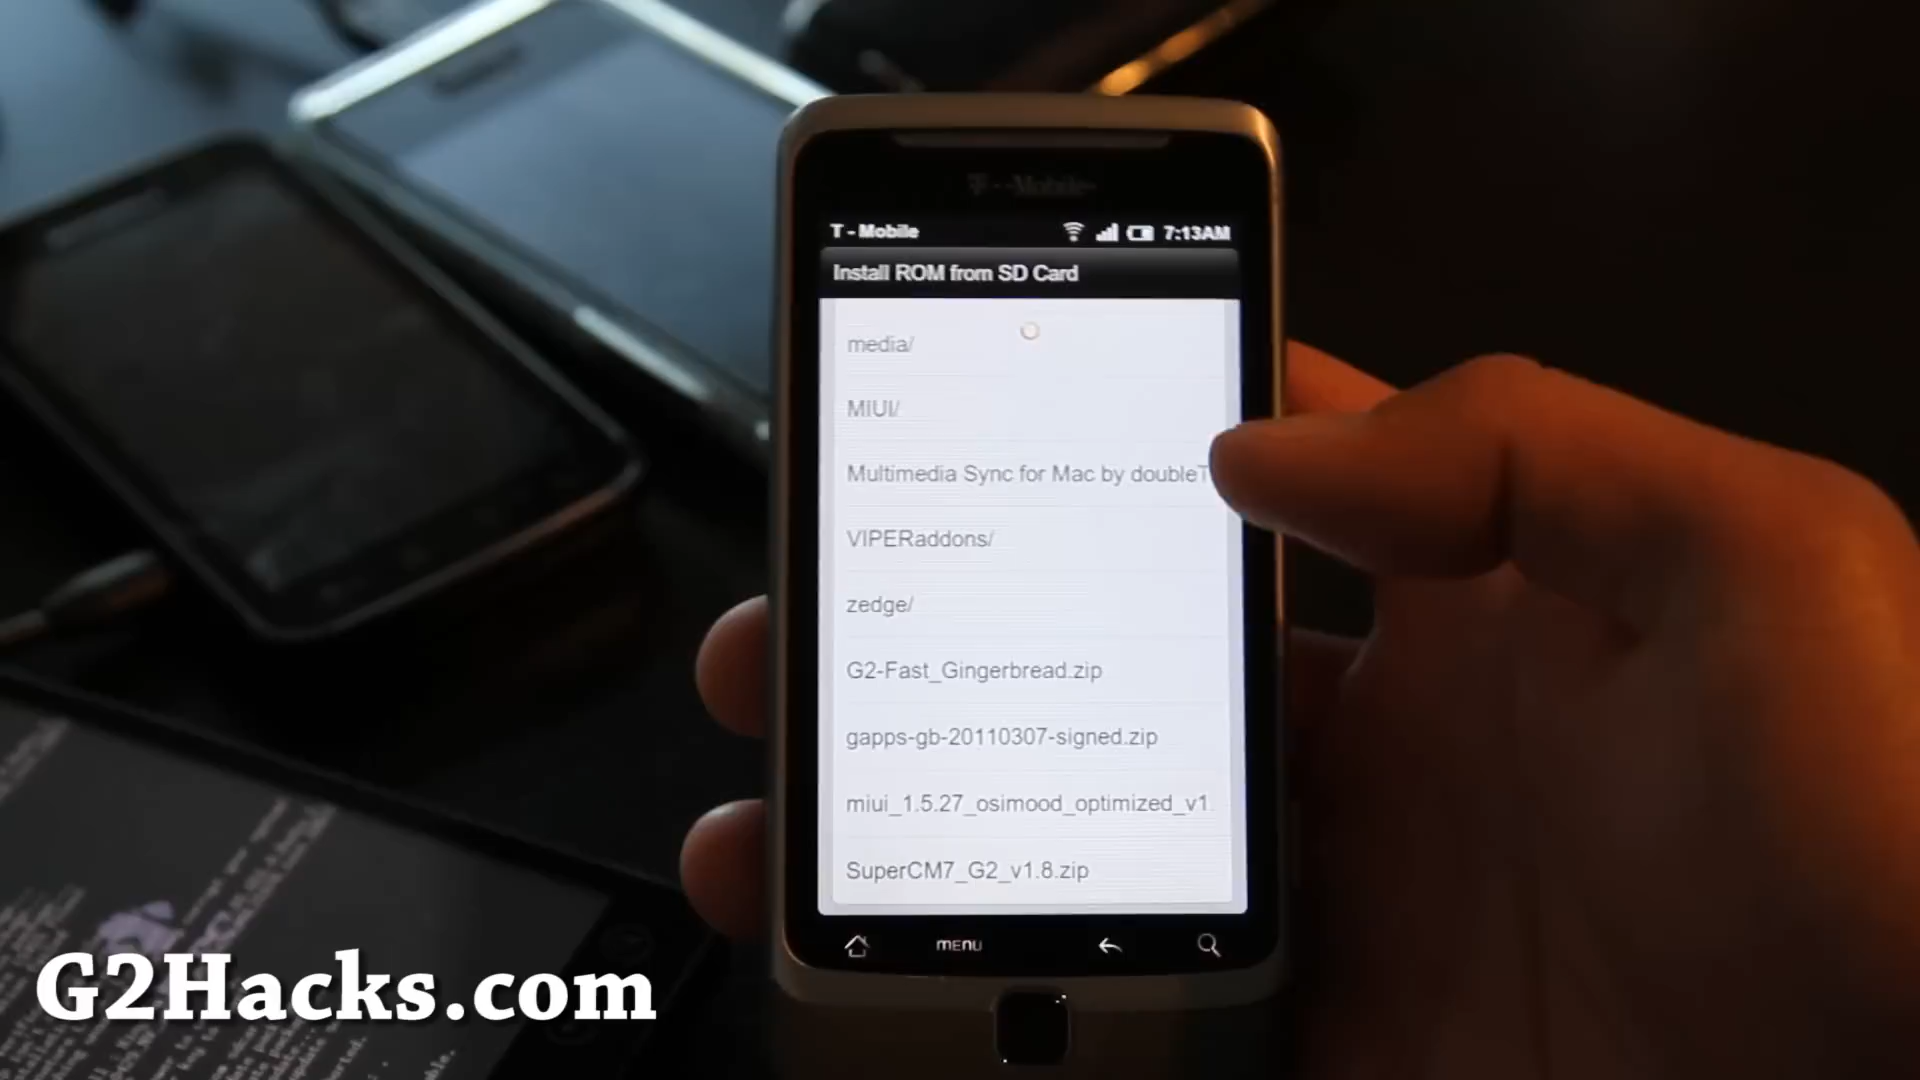 T-Mobile
T-Mobile 7:13AM
Install ROM from SD Card
media/
MIUI/
Multimedia Sync for Mac by doubleT
VIPERaddons/
zedge/
G2-Fast_Gingerbread.zip
gapps-gb-20110307-signed.zip
miui_1.5.27_osimood_optimized_v1.
SuperCM7_G2_v1.8.zip
MENU
G2Hacks.com